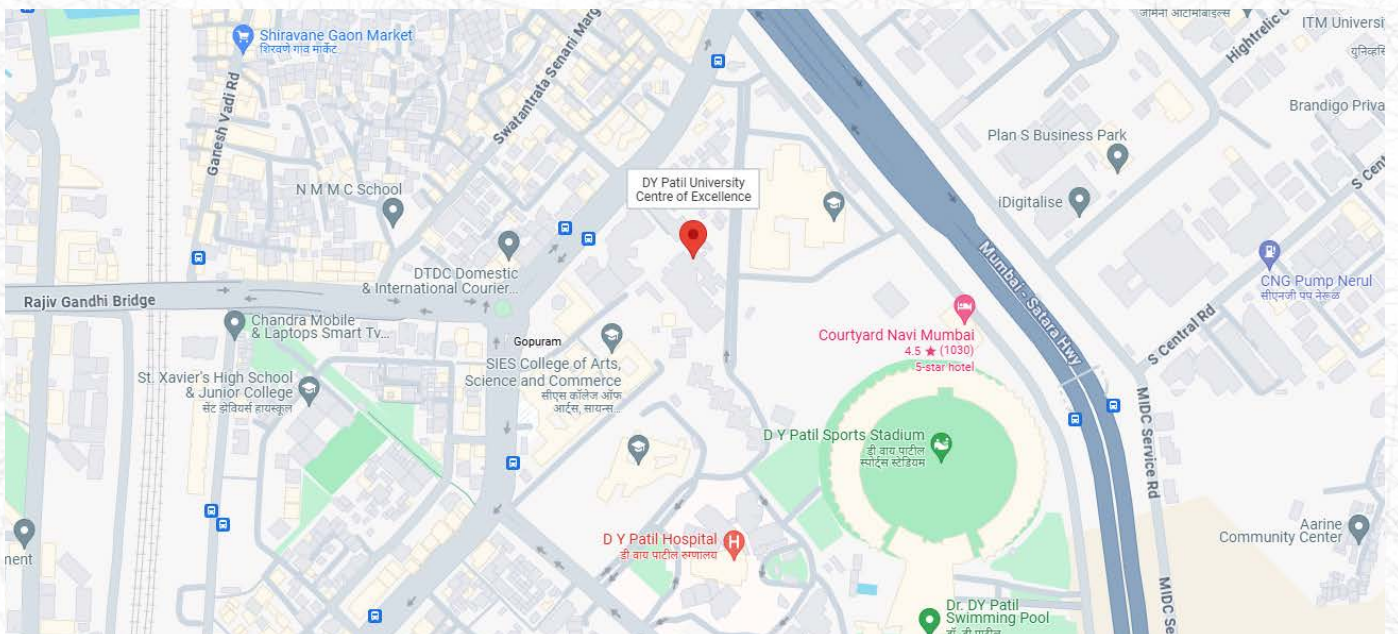 जेमिनी ऑटोमोबाईल्स
ITM Universi
Shiravane Gaon Market
शिरवणे गांव मार्केट
Hightrelic C
युनिव्हर्सि
Ganesh Vadi Rd
Swatantrata Senani Marg
Brandigo Priva
Plan S Business Park
S Cent
DY Patil University
Centre of Excellence
N M M C School
iDigitalise
DTDC Domestic
& International Courier...
Mumbai - Satara Hwy
CNG Pump Nerul
सीएनजी पंप नेरूळ
Rajiv Gandhi Bridge
Chandra Mobile
& Laptops Smart Tv...
Gopuram
Courtyard Navi Mumbai
4.5 ★ (1030)
5-star hotel
S Central Rd
SIES College of Arts,
Science and Commerce
सीएस कॉलेज ऑफ
आर्ट्स, सायन्स...
St. Xavier's High School
& Junior College
सेंट झेवियर्स हायस्कूल
MIDC Service Rd
D Y Patil Sports Stadium
डी वाय पाटील
स्पोर्ट्स स्टेडियम
D Y Patil Hospital
डी वाय पाटील रुग्णालय
H
Aarine
Community Center
ment
MIDC Se
Dr. DY Patil
Swimming Pool